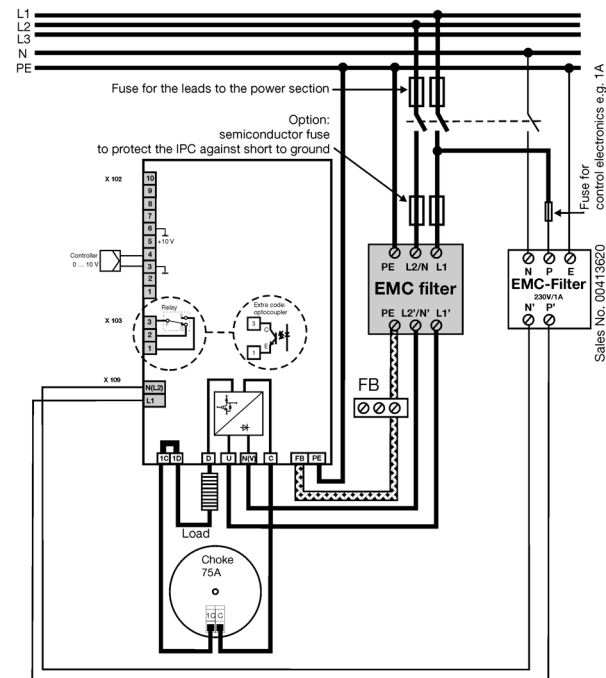 L1
L2
L3
N
PE
Fuse for the leads to the power section
Option:
semiconductor fuse
to protect the IPC against short to ground
Fuse for
control electronics e.g. 1A
X 102
10
9
8
7
6
5
+10 V
4
3
2
1
Controller
0 ... 10 V
X 103
3
2
1
Relay
Extra code:
optocoupler
3
C
E
1
X 109
N(L2)
L1
PE L2/N L1
EMC filter
PE L2'/N' L1'
N P E
EMC-Filter
230V/1A
N' P'
Sales No. 00413620
FB
1C 1D D U N(V) C FB PE
Load
Choke
75A
1C C